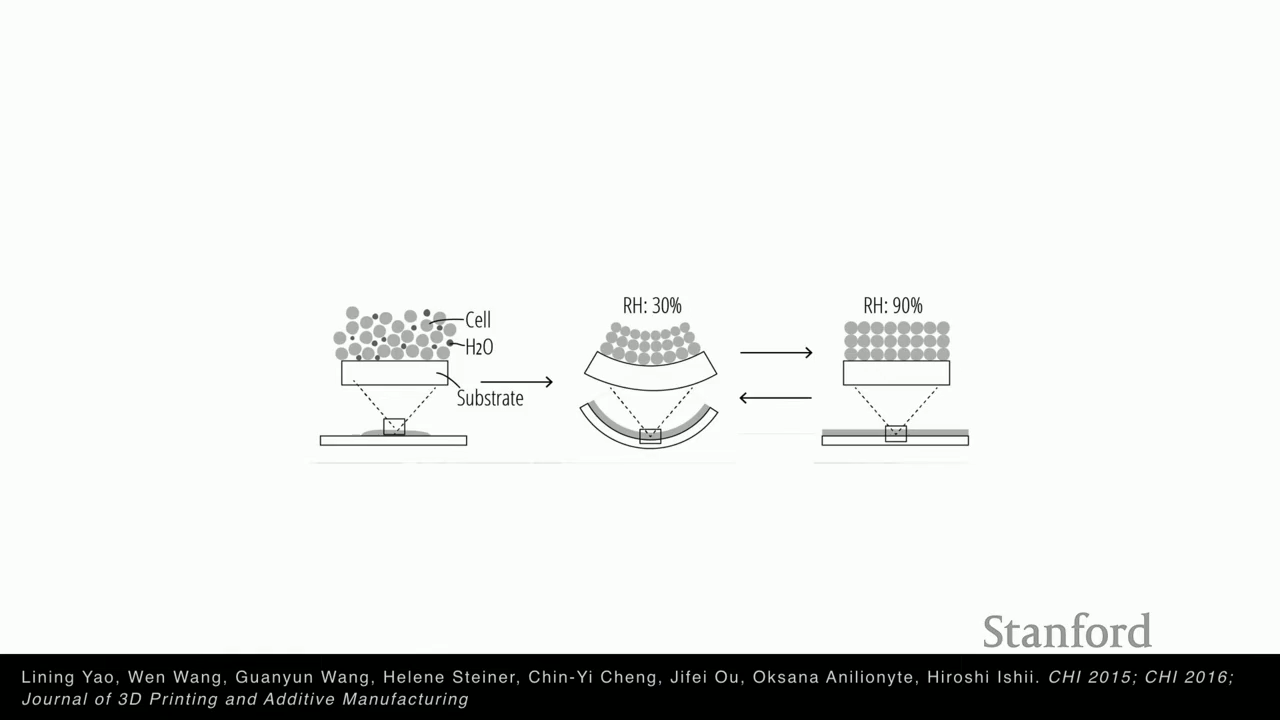 RH: 30%
RH: 90%
Cell
H₂O
Substrate
Stanford
Lining Yao, Wen Wang, Guanyun Wang, Helene Steiner, Chin-Yi Cheng, Jifei Ou, Oksana Anilionyte, Hiroshi Ishii. CHI 2015; CHI 2016;
Journal of 3D Printing and Additive Manufacturing